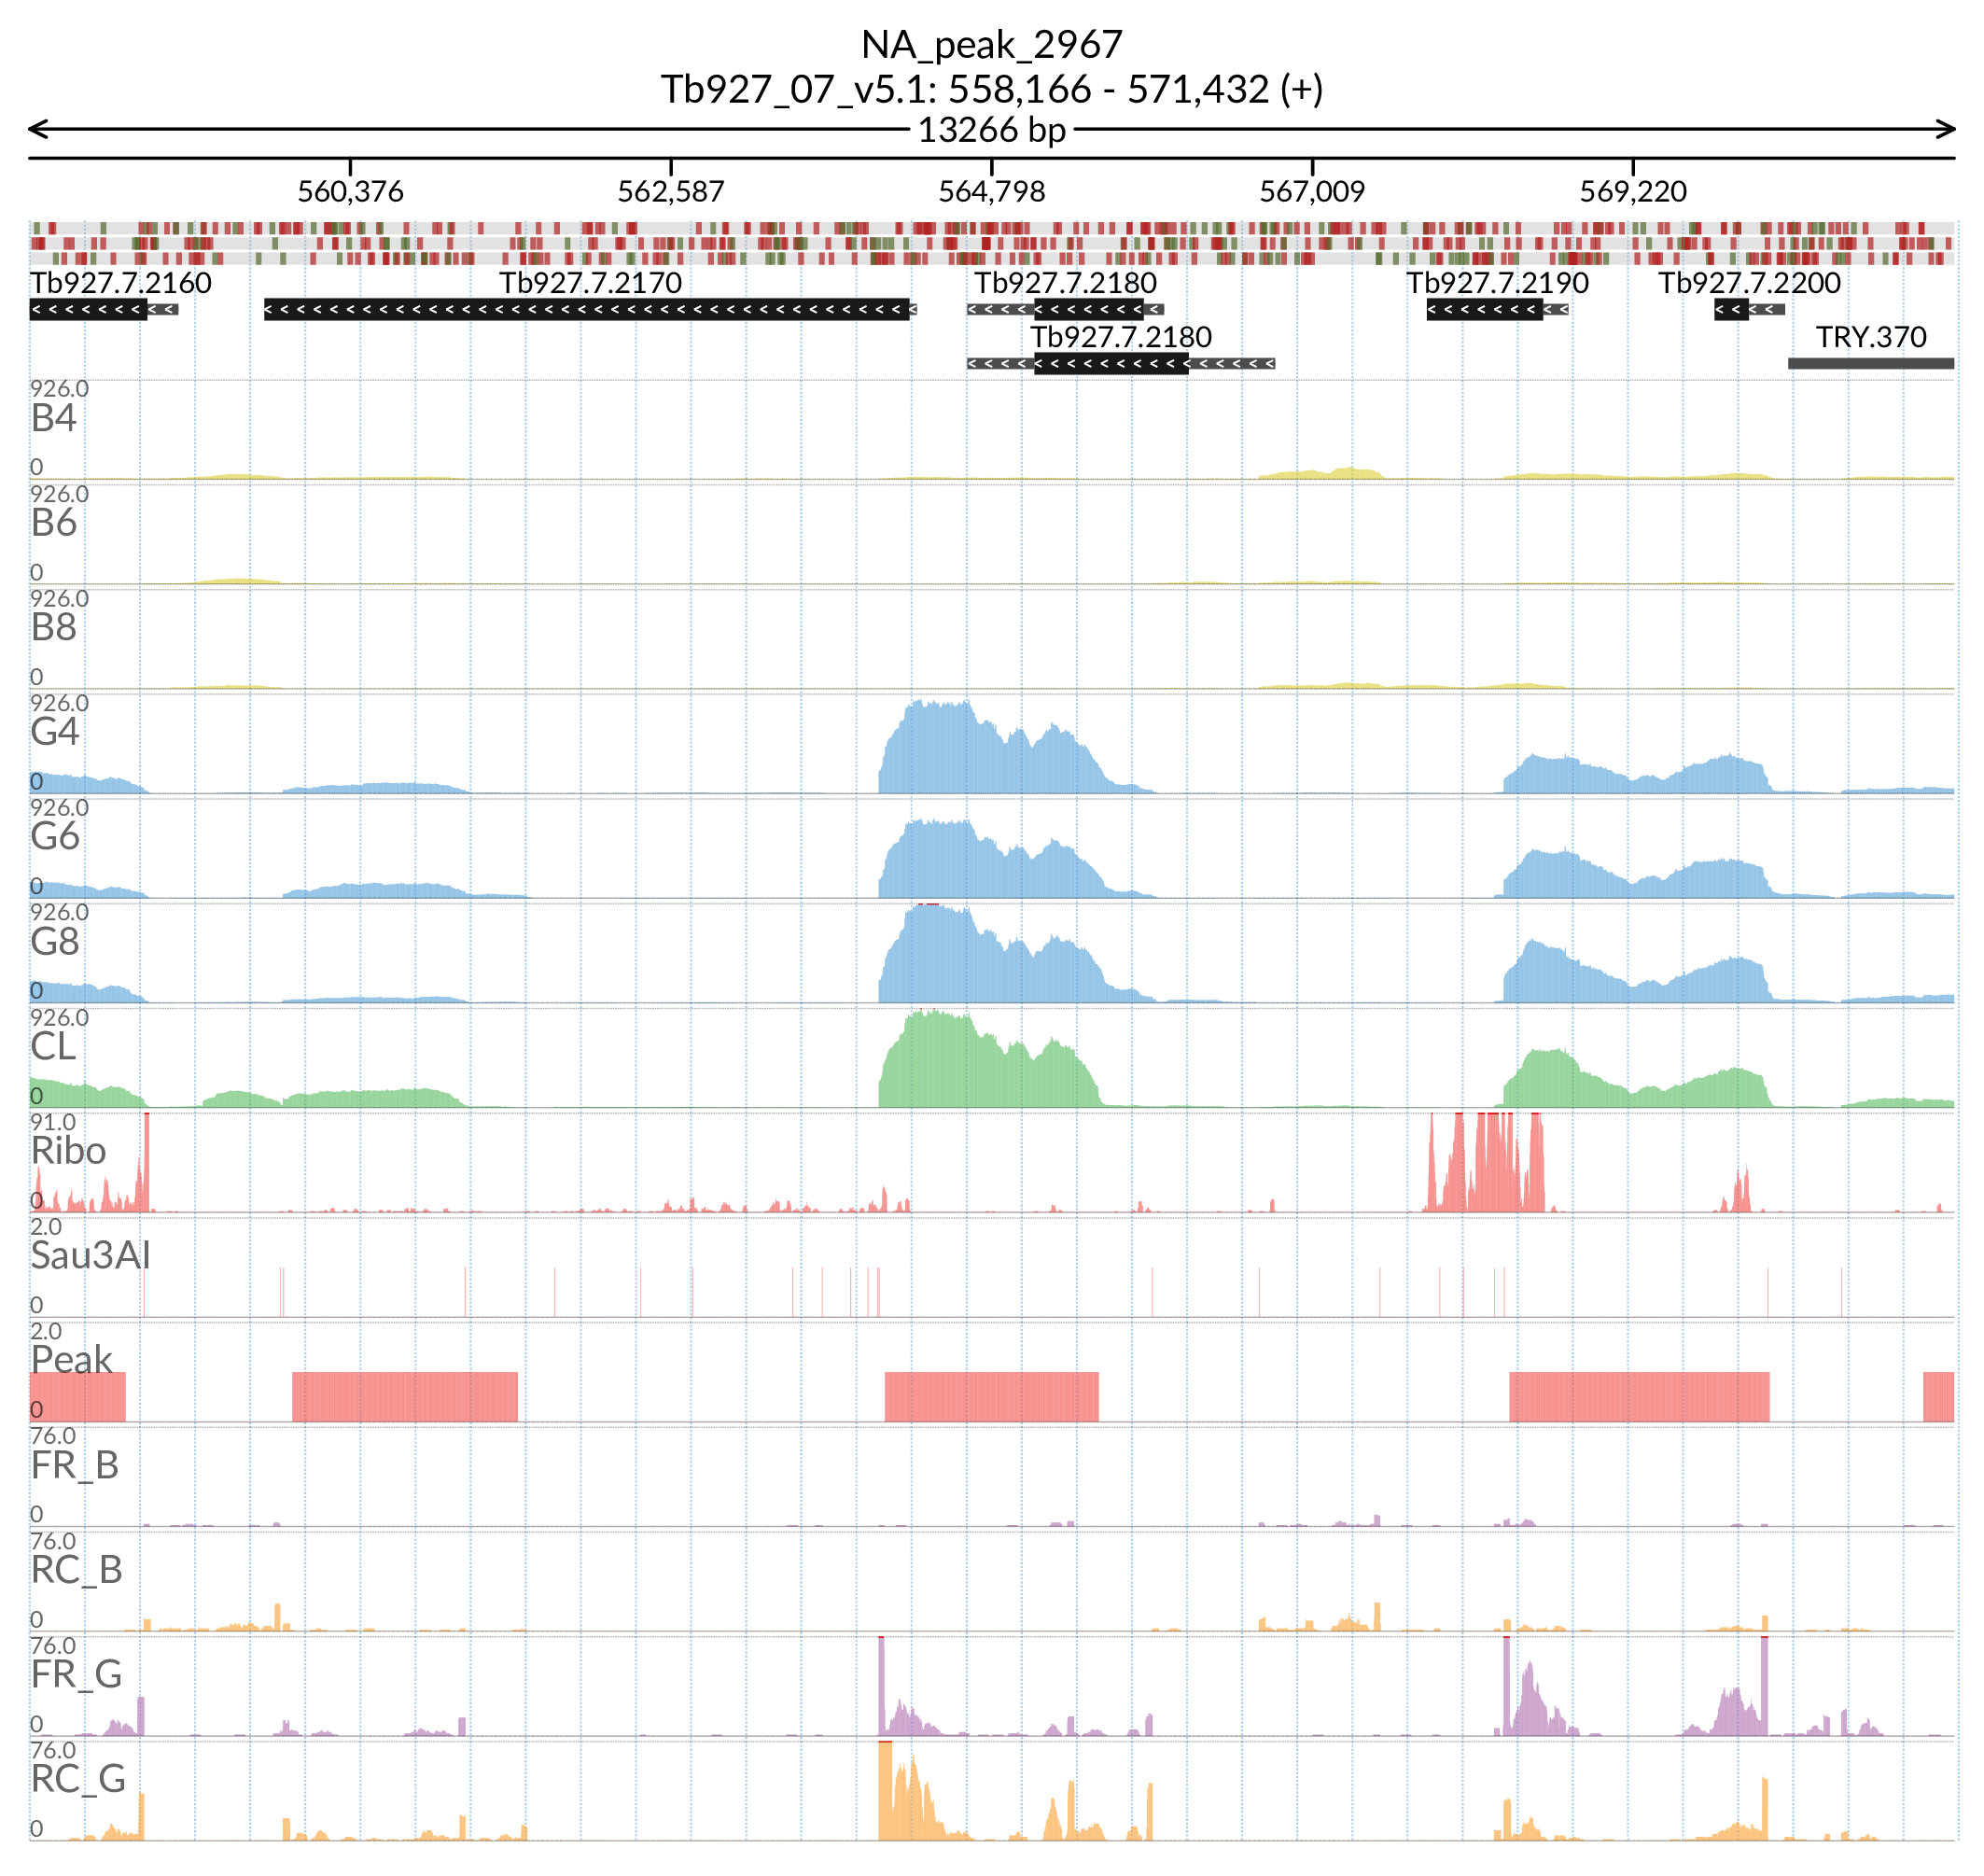 NA_peak_2967
Tb927_07_v5.1: 558,166 - 571,432 (+)
13266 bp
560,376 562,587 564,798 567,009 569,220
Tb927.7.2160 Tb927.7.2170 Tb927.7.2180 Tb927.7.2190 Tb927.7.2200
Tb927.7.2180 TRY.370
926.0
B4
0
926.0
B6
0
926.0
B8
0
926.0
G4
0
926.0
G6
0
926.0
G8
0
926.0
CL
0
91.0
Ribo
0
2.0
Sau3AI
0
2.0
Peak
0
76.0
FR_B
0
76.0
RC_B
0
76.0
FR_G
0
76.0
RC_G
0